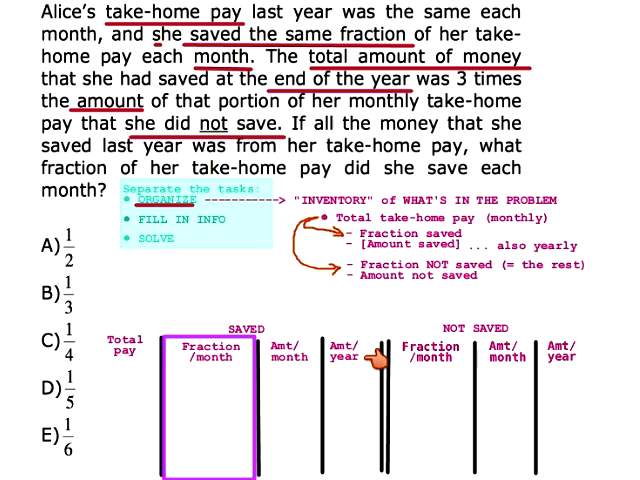 Alice's take-home pay last year was the same each
month, and she saved the same fraction of her take-
home pay each month. The total amount of money
that she had saved at the end of the year was 3 times
the amount of that portion of her monthly take-home
pay that she did not save. If all the money that she
saved last year was from her take-home pay, what
fraction of her take-home pay did she save each
month?
Separate the tasks:
• ORGANIZE -----------> "INVENTORY" of WHAT'S IN THE PROBLEM
• FILL IN INFO
• SOLVE
• Total take-home pay (monthly)
- Fraction saved
- [Amount saved] ... also yearly
- Fraction NOT saved (= the rest)
- Amount not saved
A) 1/2
B) 1/3
C) 1/4
D) 1/5
E) 1/6
SAVED
NOT SAVED
Total pay
Fraction /month
Amt/ month
Amt/ year
Fraction /month
Amt/ month
Amt/ year